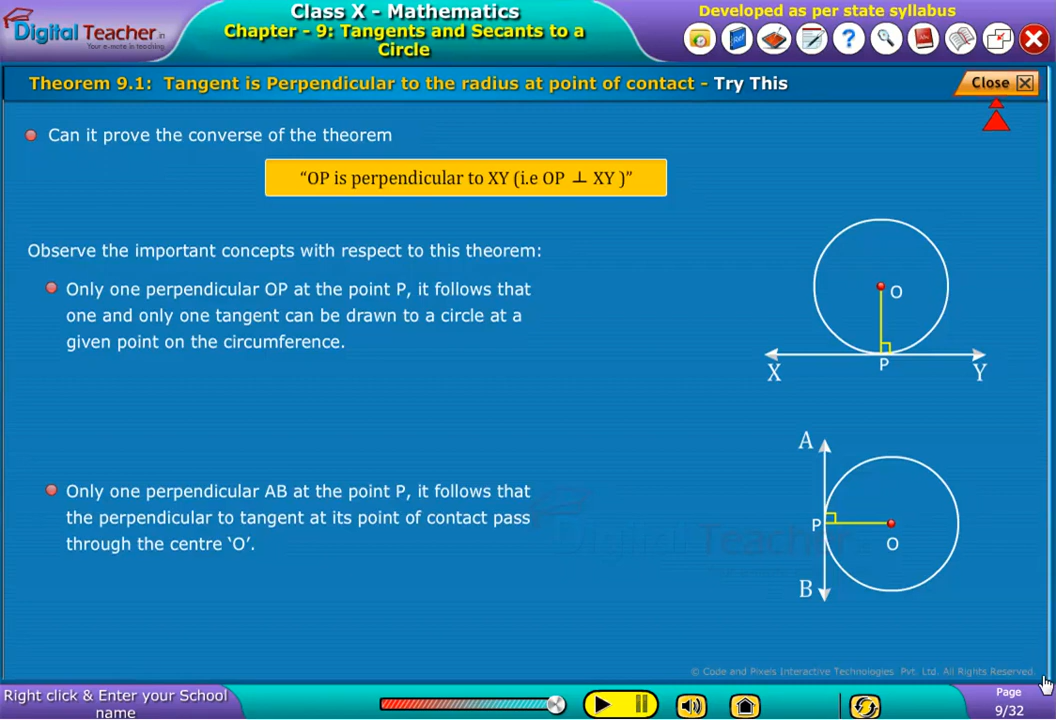 Digital Teacher.in
Your e-mate in teaching
Class X - Mathematics
Chapter - 9: Tangents and Secants to a
Circle
Developed as per state syllabus
Theorem 9.1: Tangent is Perpendicular to the radius at point of contact - Try This
Close
Can it prove the converse of the theorem
“OP is perpendicular to XY (i.e OP ⊥ XY )”
Observe the important concepts with respect to this theorem:
Only one perpendicular OP at the point P, it follows that
one and only one tangent can be drawn to a circle at a
given point on the circumference.
O
P
X
Y
Only one perpendicular AB at the point P, it follows that
the perpendicular to tangent at its point of contact pass
through the centre ‘O’.
A
P
O
B
Digital Teacher.in
© Code and Pixels Interactive Technologies. Pvt. Ltd. All Rights Reserved.
Right click & Enter your School
name
Page
9/32